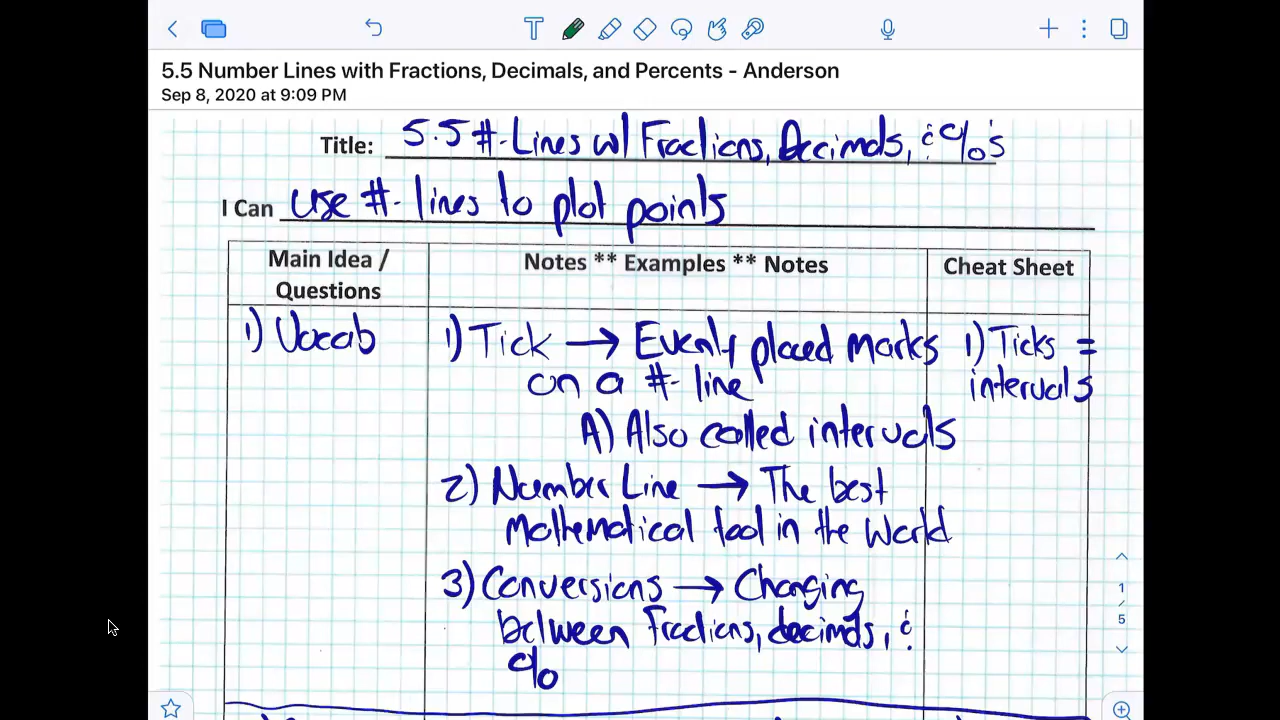 5.5 Number Lines with Fractions, Decimals, and Percents - Anderson
Sep 8, 2020 at 9:09 PM
Title: 5.5 #-Lines w/ Fractions, Decimals, & %'s
I Can use #-lines to plot points
Main Idea / Questions
Notes ** Examples ** Notes
Cheat Sheet
1) Vocab
1) Tick → Evenly placed marks
on a #-line
A) Also called intervals
2) Number Line → The best
mathematical tool in the World
3) Conversions → Changing
between Fractions, decimals, &
%
1) Ticks =
intervals
1
/
5